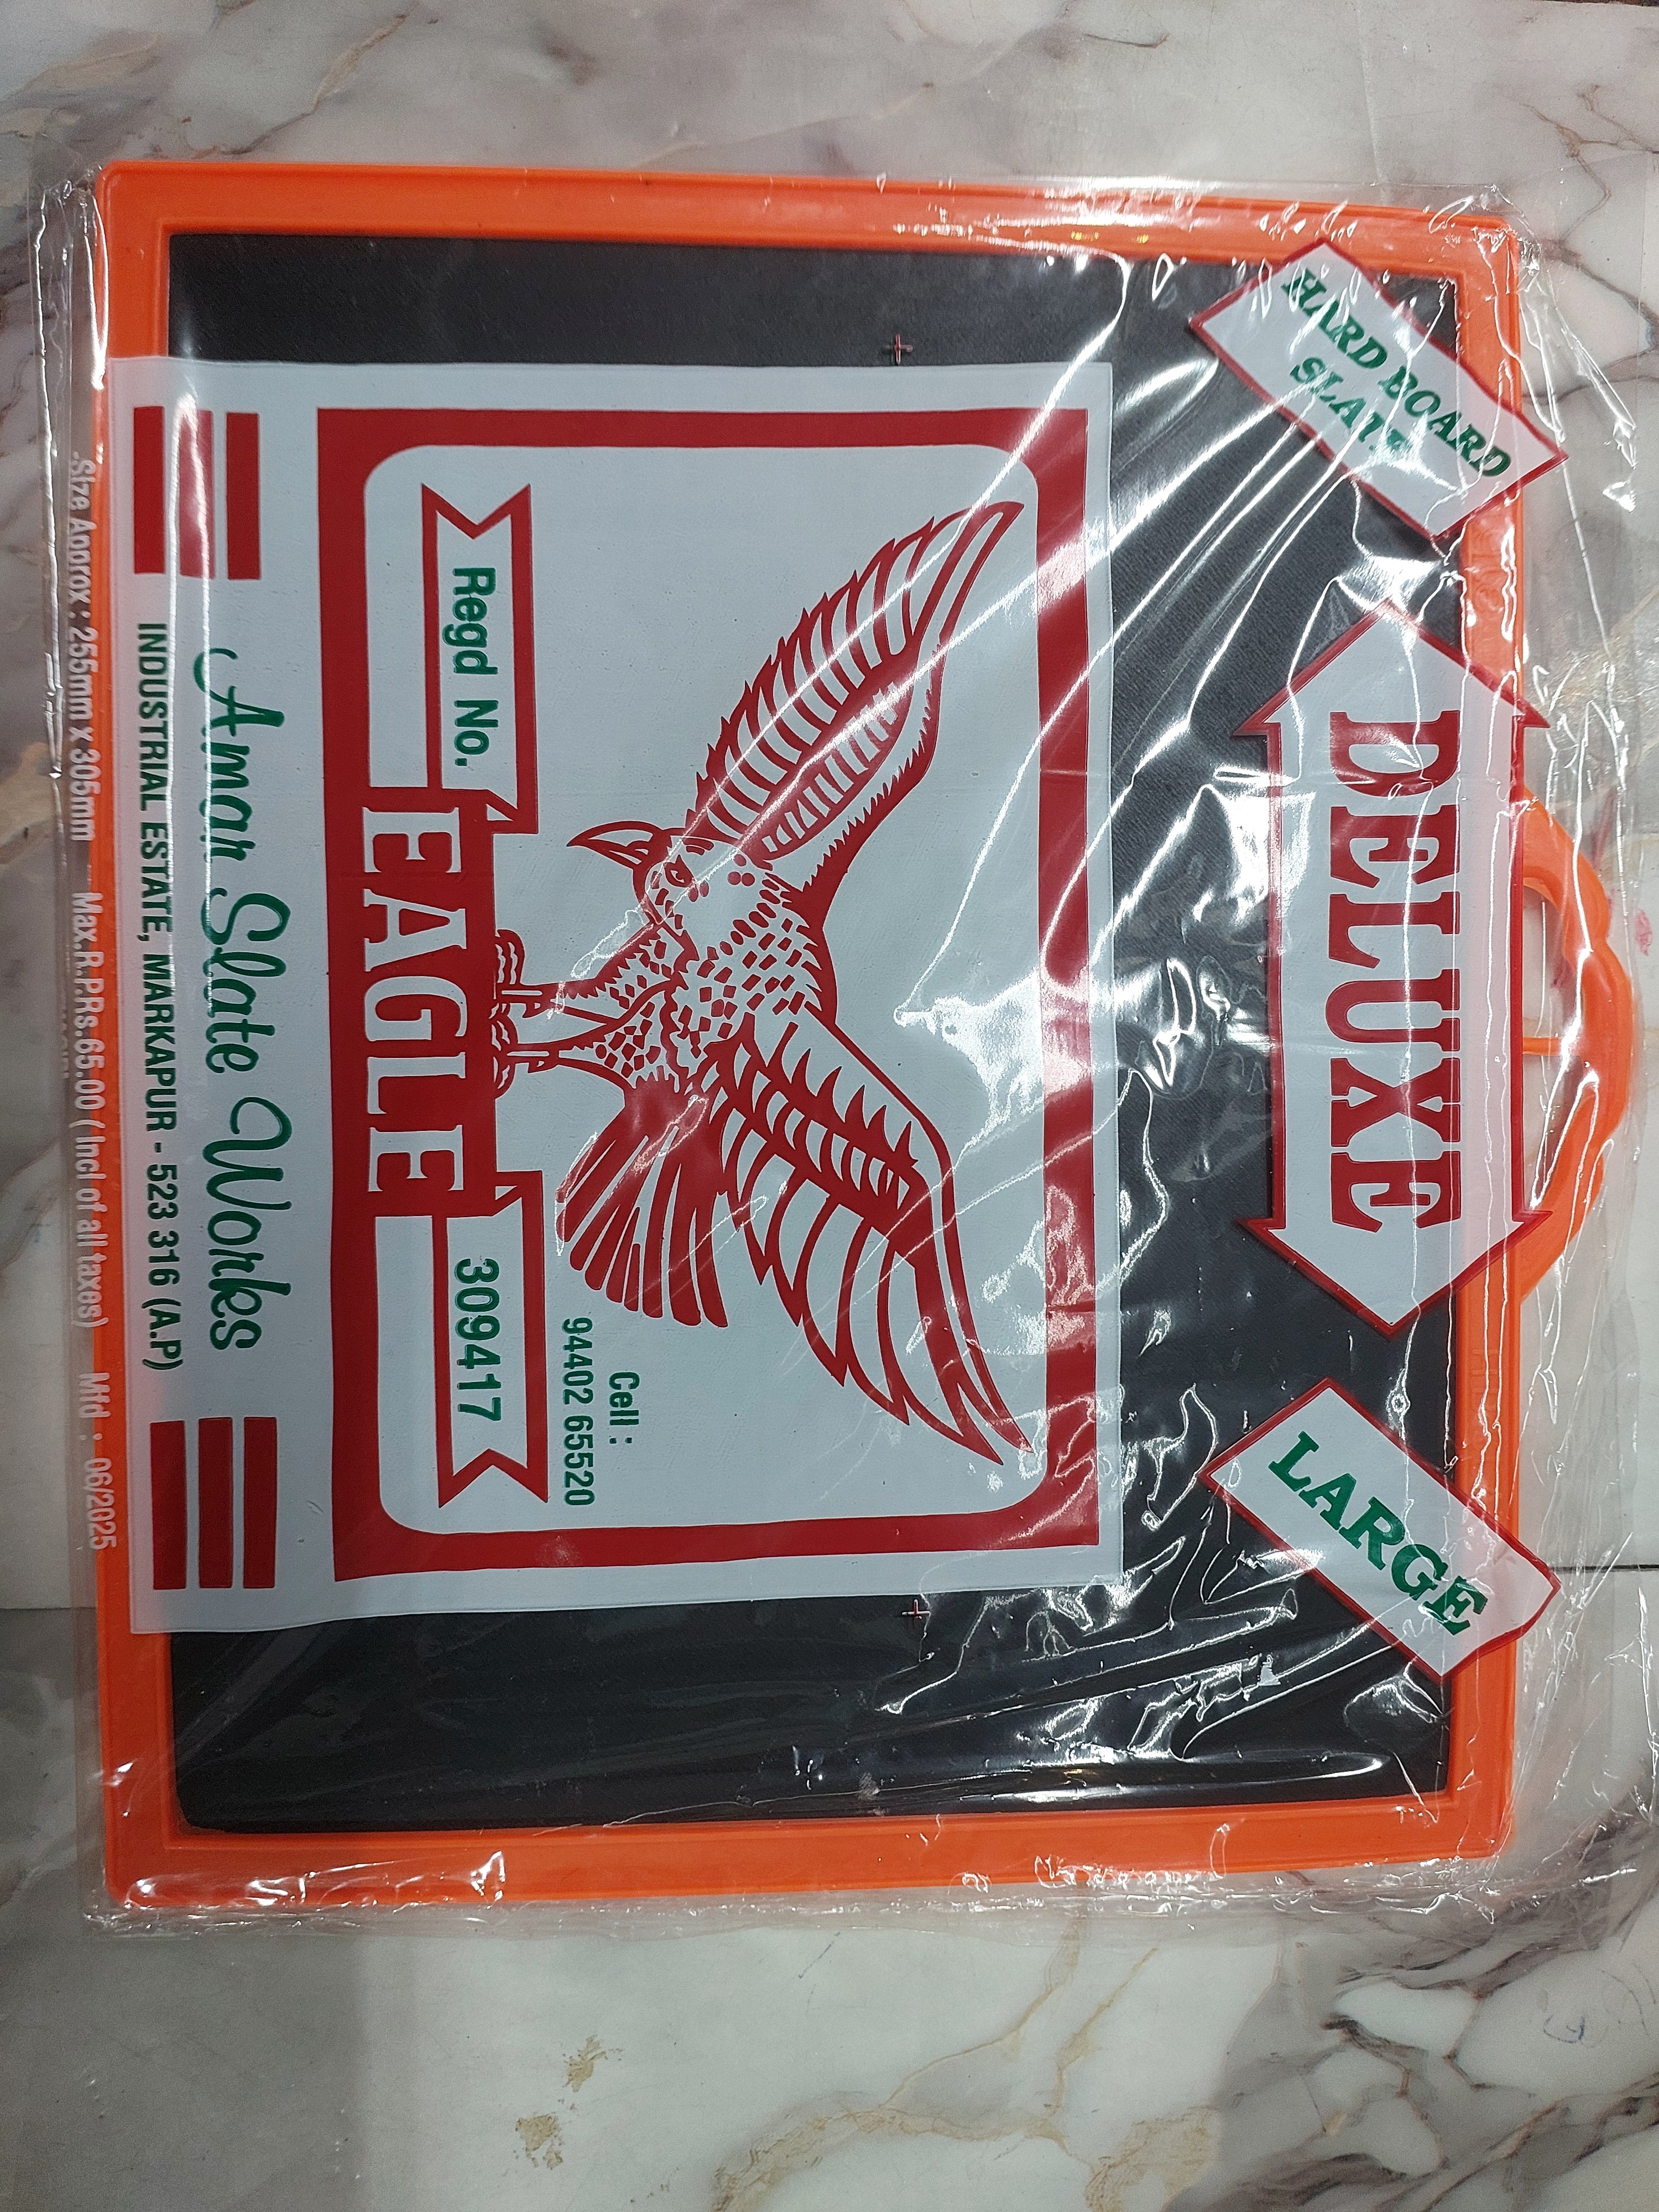 HARD BOARD
SLATE
DELUXE
LARGE
Cell :
94402 65520
Regd No.
309417
EAGLE
Amar Slate Works
INDUSTRIAL ESTATE, MARKAPUR - 523 316 (A.P)
Size Approx : 255mm x 305mm Max.R.PRs.65.00 ( Incl of all taxes) Mfd : 06/2025